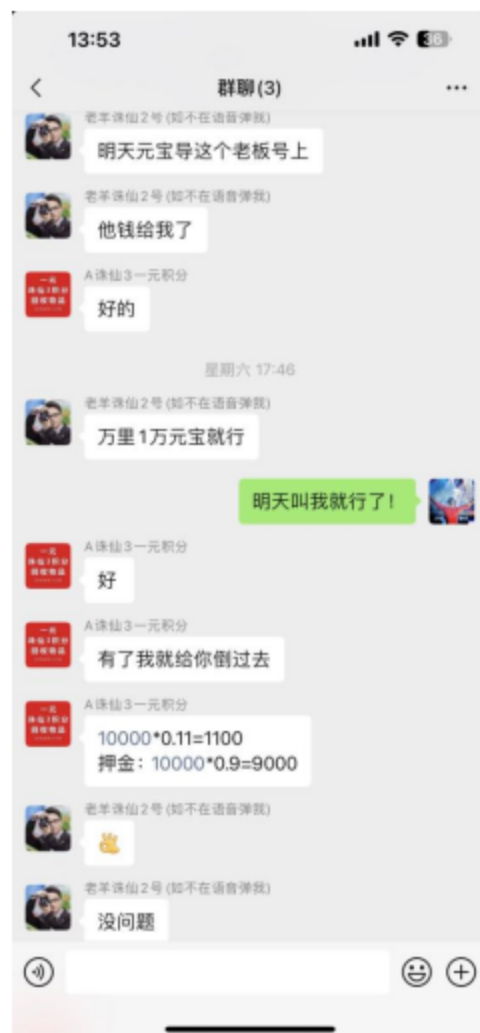 13:53
36
群聊(3)
老羊诛仙2号(如不在语音弹我)
明天元宝导这个老板号上
老羊诛仙2号(如不在语音弹我)
他钱给我了
A诛仙3一元积分
好的
星期六 17:46
老羊诛仙2号(如不在语音弹我)
万里1万元宝就行
明天叫我就行了!
A诛仙3一元积分
好
A诛仙3一元积分
有了我就给你倒过去
A诛仙3一元积分
10000*0.11=1100
押金:10000*0.9=9000
老羊诛仙2号(如不在语音弹我)
老羊诛仙2号(如不在语音弹我)
没问题